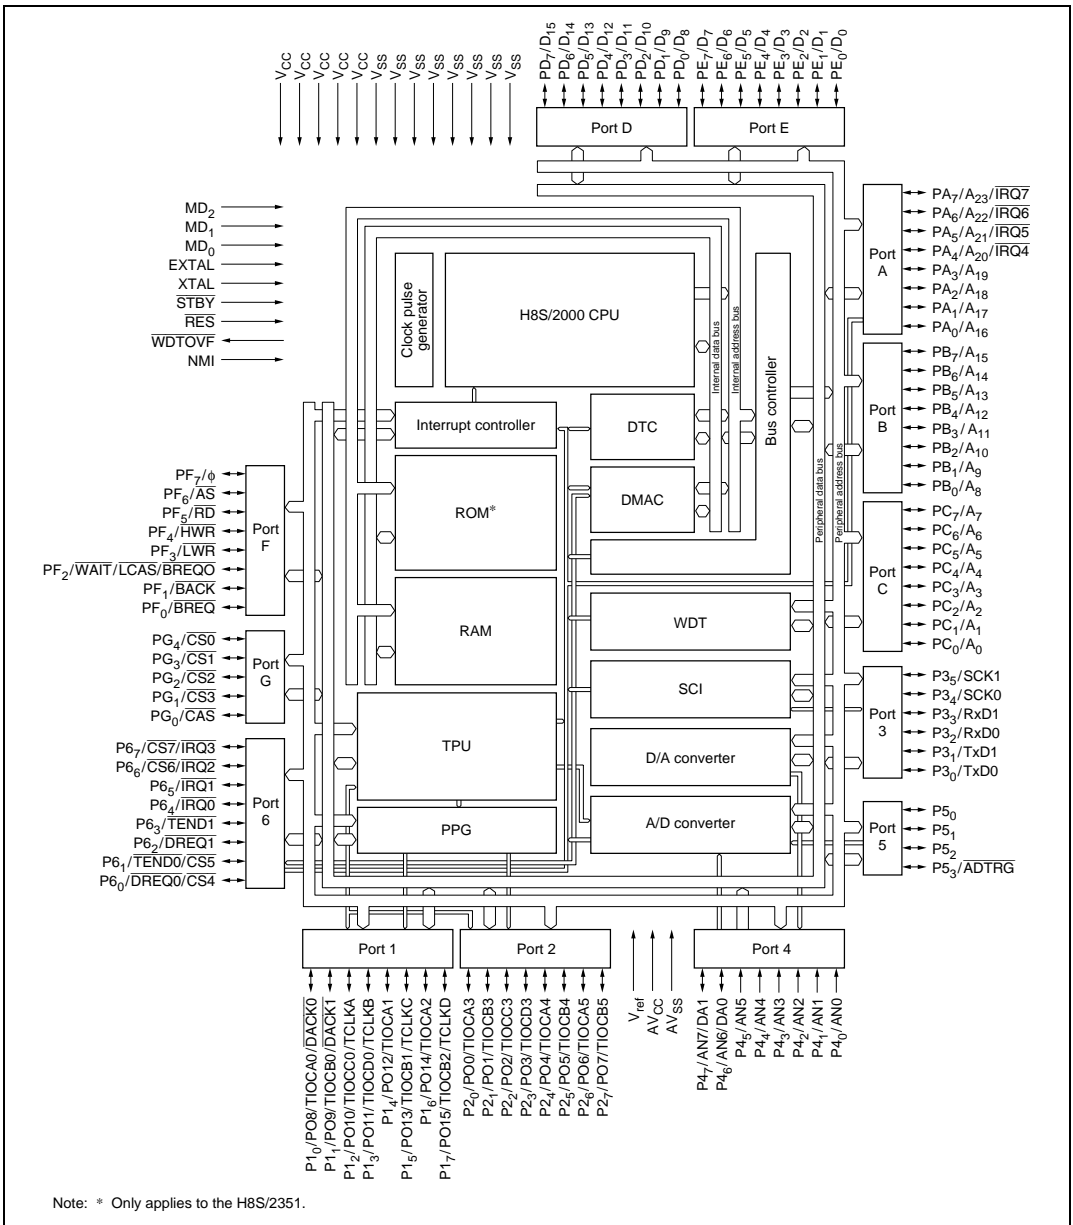 VCC
VCC
VCC
VCC
VCC
VSS
VSS
VSS
VSS
VSS
VSS
VSS
VSS
PD7/D15
PD6/D14
PD5/D13
PD4/D12
PD3/D11
PD2/D10
PD1/D9
PD0/D8
PE7/D7
PE6/D6
PE5/D5
PE4/D4
PE3/D3
PE2/D2
PE1/D1
PE0/D0
Port D
Port E
MD2
MD1
MD0
EXTAL
XTAL
STBY
RES
WDTOVF
NMI
Clock pulse
generator
H8S/2000 CPU
Internal data bus
Internal address bus
Bus controller
Peripheral data bus
Peripheral address bus
Port
A
PA7/A23/IRQ7
PA6/A22/IRQ6
PA5/A21/IRQ5
PA4/A20/IRQ4
PA3/A19
PA2/A18
PA1/A17
PA0/A16
Port
B
PB7/A15
PB6/A14
PB5/A13
PB4/A12
PB3/A11
PB2/A10
PB1/A9
PB0/A8
Interrupt controller
DTC
ROM*
DMAC
PF7/ϕ
PF6/AS
PF5/RD
PF4/HWR
PF3/LWR
PF2/WAIT/LCAS/BREQO
PF1/BACK
PF0/BREQ
Port
F
Port
C
PC7/A7
PC6/A6
PC5/A5
PC4/A4
PC3/A3
PC2/A2
PC1/A1
PC0/A0
RAM
WDT
PG4/CS0
PG3/CS1
PG2/CS2
PG1/CS3
PG0/CAS
Port
G
SCI
Port
3
P35/SCK1
P34/SCK0
P33/RxD1
P32/RxD0
P31/TxD1
P30/TxD0
TPU
D/A converter
PPG
A/D converter
P67/CS7/IRQ3
P66/CS6/IRQ2
P65/IRQ1
P64/IRQ0
P63/TEND1
P62/DREQ1
P61/TEND0/CS5
P60/DREQ0/CS4
Port
6
Port
5
P50
P51
P52
P53/ADTRG
Port 1
Port 2
Port 4
P10/PO8/TIOCA0/DACK0
P11/PO9/TIOCB0/DACK1
P12/PO10/TIOCC0/TCLKA
P13/PO11/TIOCD0/TCLKB
P14/PO12/TIOCA1
P15/PO13/TIOCB1/TCLKC
P16/PO14/TIOCA2
P17/PO15/TIOCB2/TCLKD
P20/PO0/TIOCA3
P21/PO1/TIOCB3
P22/PO2/TIOCC3
P23/PO3/TIOCD3
P24/PO4/TIOCA4
P25/PO5/TIOCB4
P26/PO6/TIOCA5
P27/PO7/TIOCB5
Vref
AVCC
AVSS
P47/AN7/DA1
P46/AN6/DA0
P45/AN5
P44/AN4
P43/AN3
P42/AN2
P41/AN1
P40/AN0
Note: * Only applies to the H8S/2351.